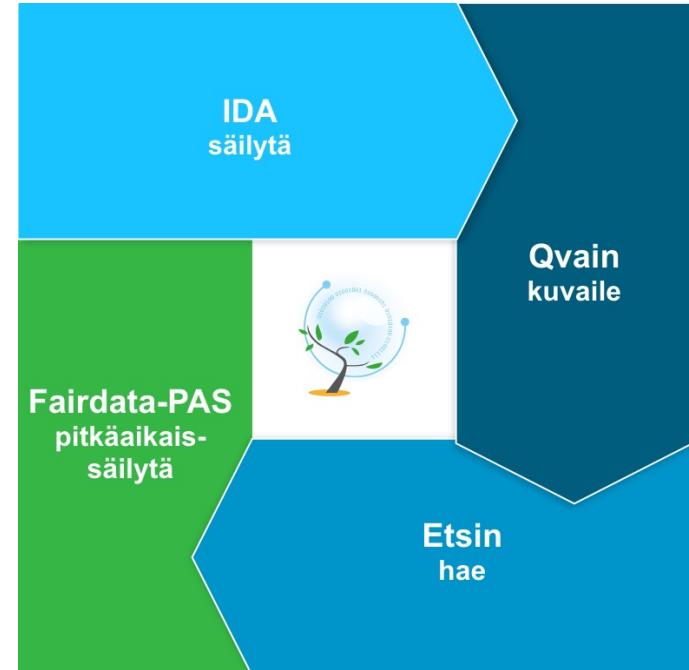 IDA
säilytä
Qvain
kuvaile
Fairdata-PAS
pitkäaikais-
säilytä
Etsin
hae